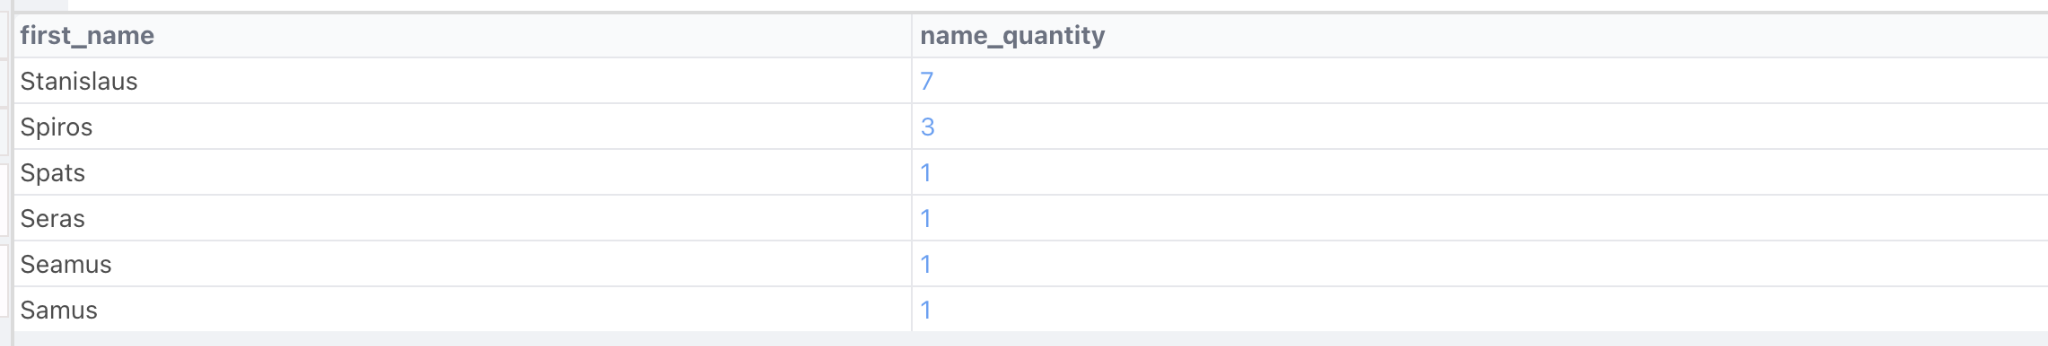 first_name name_quantity
Stanislaus 7
Spiros 3
Spats 1
Seras 1
Seamus 1
Samus 1